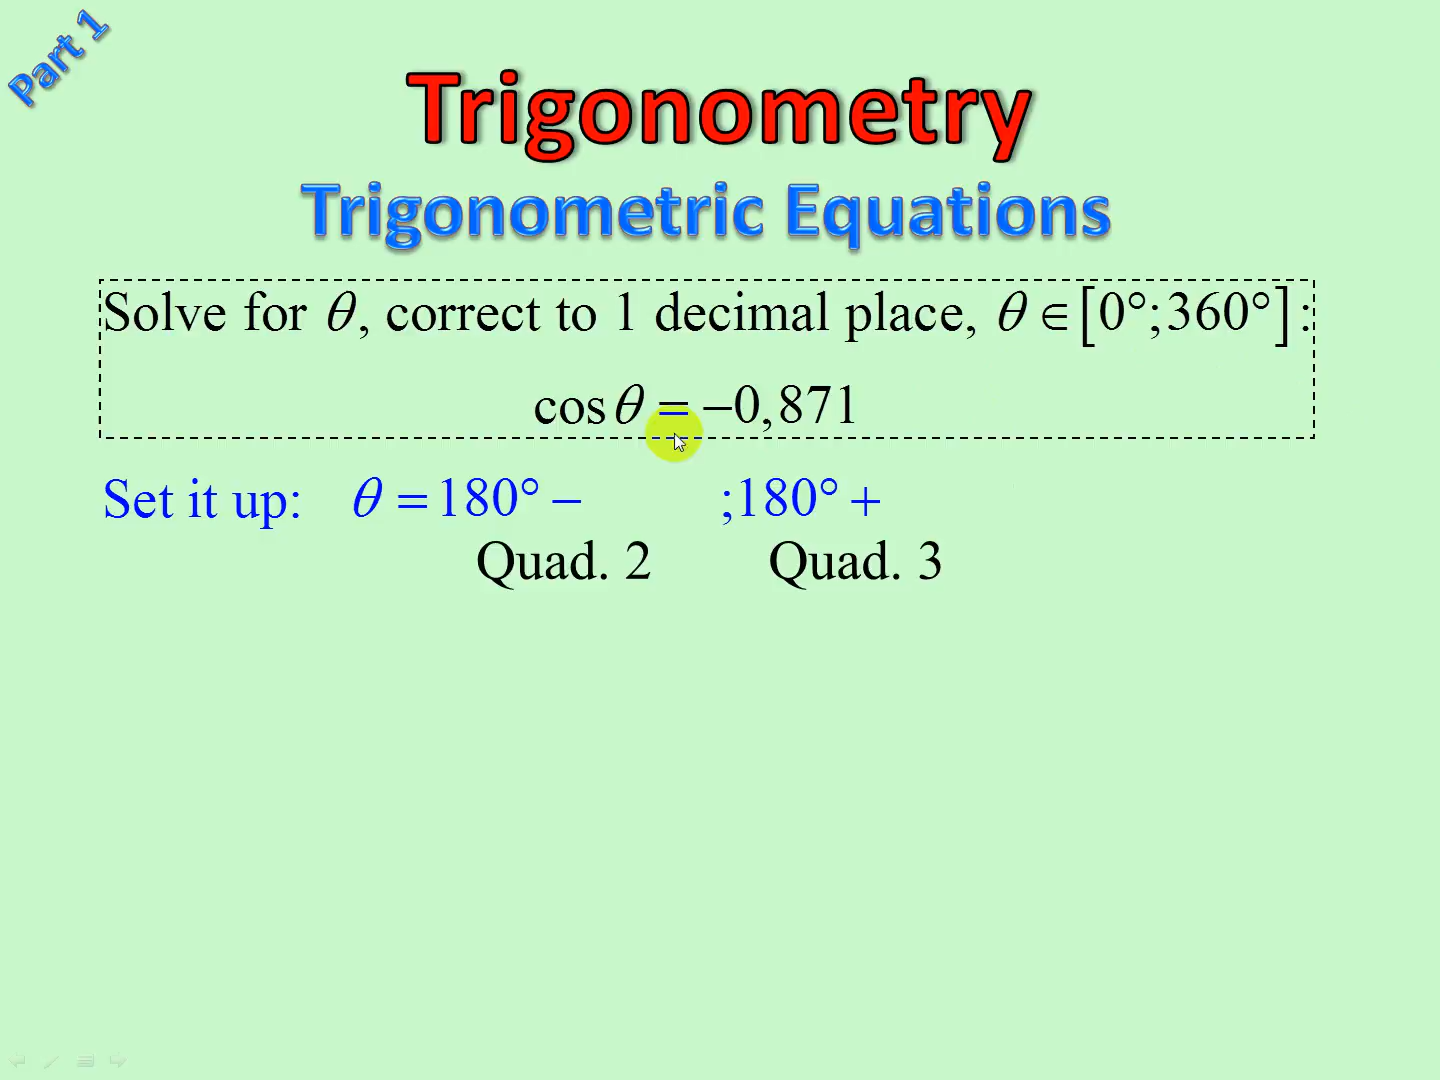 Part 1
Trigonometry
Trigonometric Equations
Solve for θ, correct to 1 decimal place, θ ∈ [0°;360°]:
cos θ = −0,871
Set it up: θ = 180° − ;180° +
Quad. 2 Quad. 3